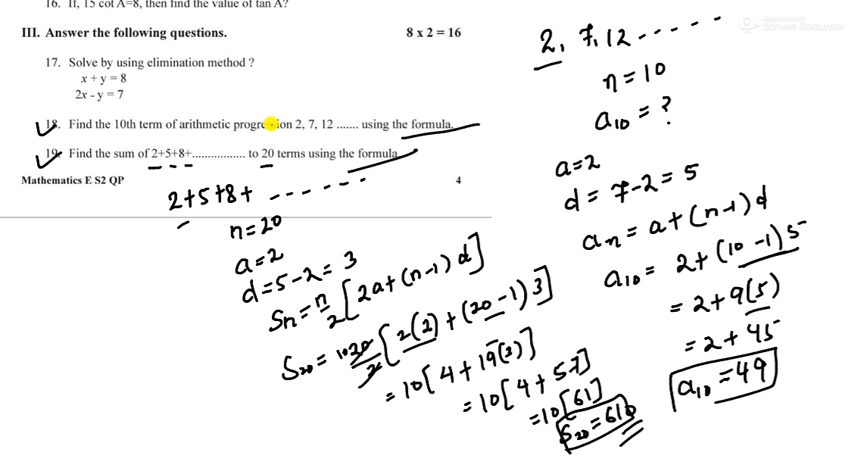 16. If, 15 cot A=8, then find the value of tan A?
III. Answer the following questions. 8 x 2 = 16
17. Solve by using elimination method ?
x + y = 8
2x - y = 7
18. Find the 10th term of arithmetic progression 2, 7, 12 ....... using the formula.
19. Find the sum of 2+5+8+................. to 20 terms using the formula
Mathematics E S2 QP 4
2+5+8+ - - - - - - -
n=20
a=2
d=5-2=3
Sn=n/2[2a+(n-1)d]
S20=10 20/2[2(2)+(20-1)3]
=10[4+19(3)]
=10[4+57]
=10[61]
S20=610
2, 7, 12 - - - - - -
n=10
a10=?
a=2
d=7-2=5
an=a+(n-1)d
a10=2+(10-1)5
=2+9(5)
=2+45
a10=49
Screen Recorder